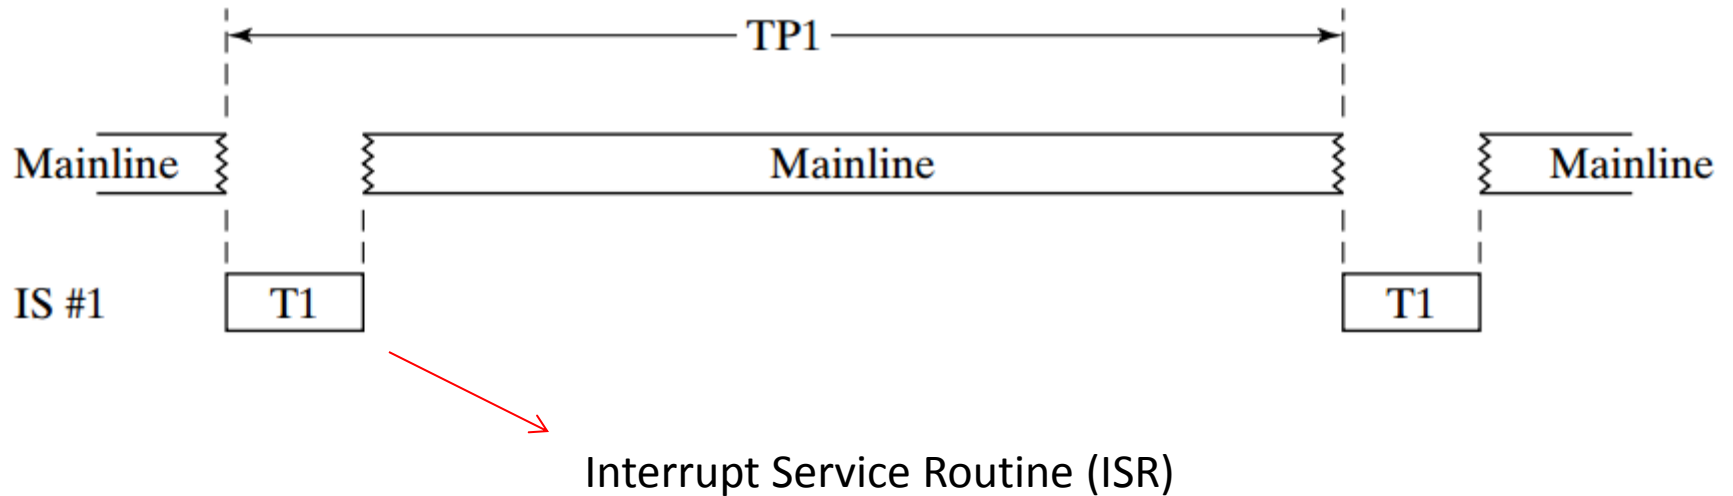 TP1
Mainline Mainline Mainline
IS #1 T1 T1
Interrupt Service Routine (ISR)